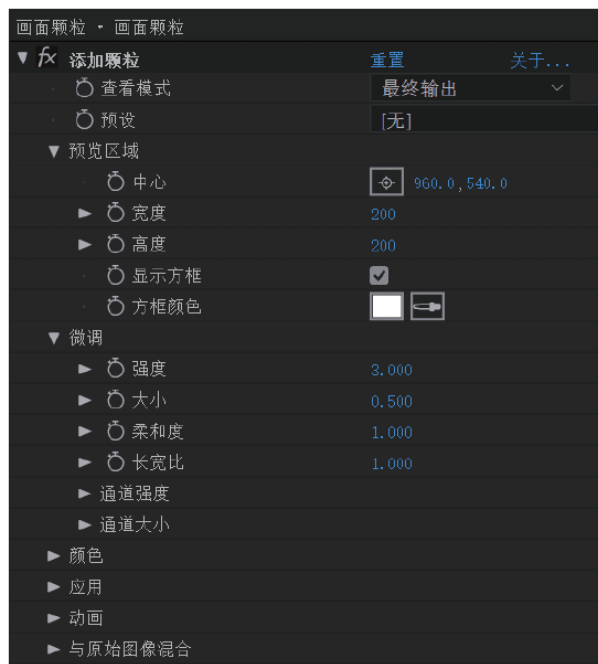 画面颗粒 · 画面颗粒
fx 添加颗粒 重置 关于...
查看模式 最终输出
预设 [无]
预览区域
中心 960.0,540.0
宽度 200
高度 200
显示方框
方框颜色
微调
强度 3.000
大小 0.500
柔和度 1.000
长宽比 1.000
通道强度
通道大小
颜色
应用
动画
与原始图像混合